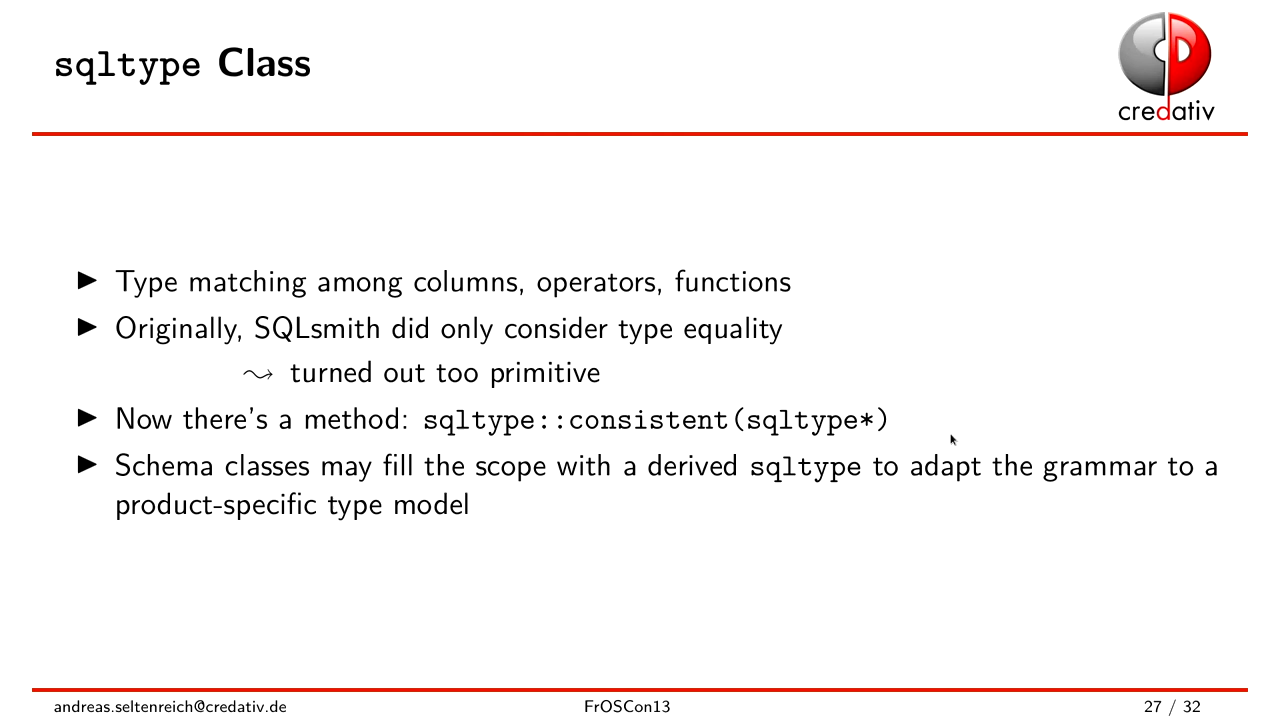 sqltype Class
credativ
▶ Type matching among columns, operators, functions
▶ Originally, SQLsmith did only consider type equality
⤳ turned out too primitive
▶ Now there's a method: sqltype::consistent(sqltype*)
▶ Schema classes may fill the scope with a derived sqltype to adapt the grammar to a
product-specific type model
andreas.seltenreich@credativ.de
FrOSCon13
27 / 32